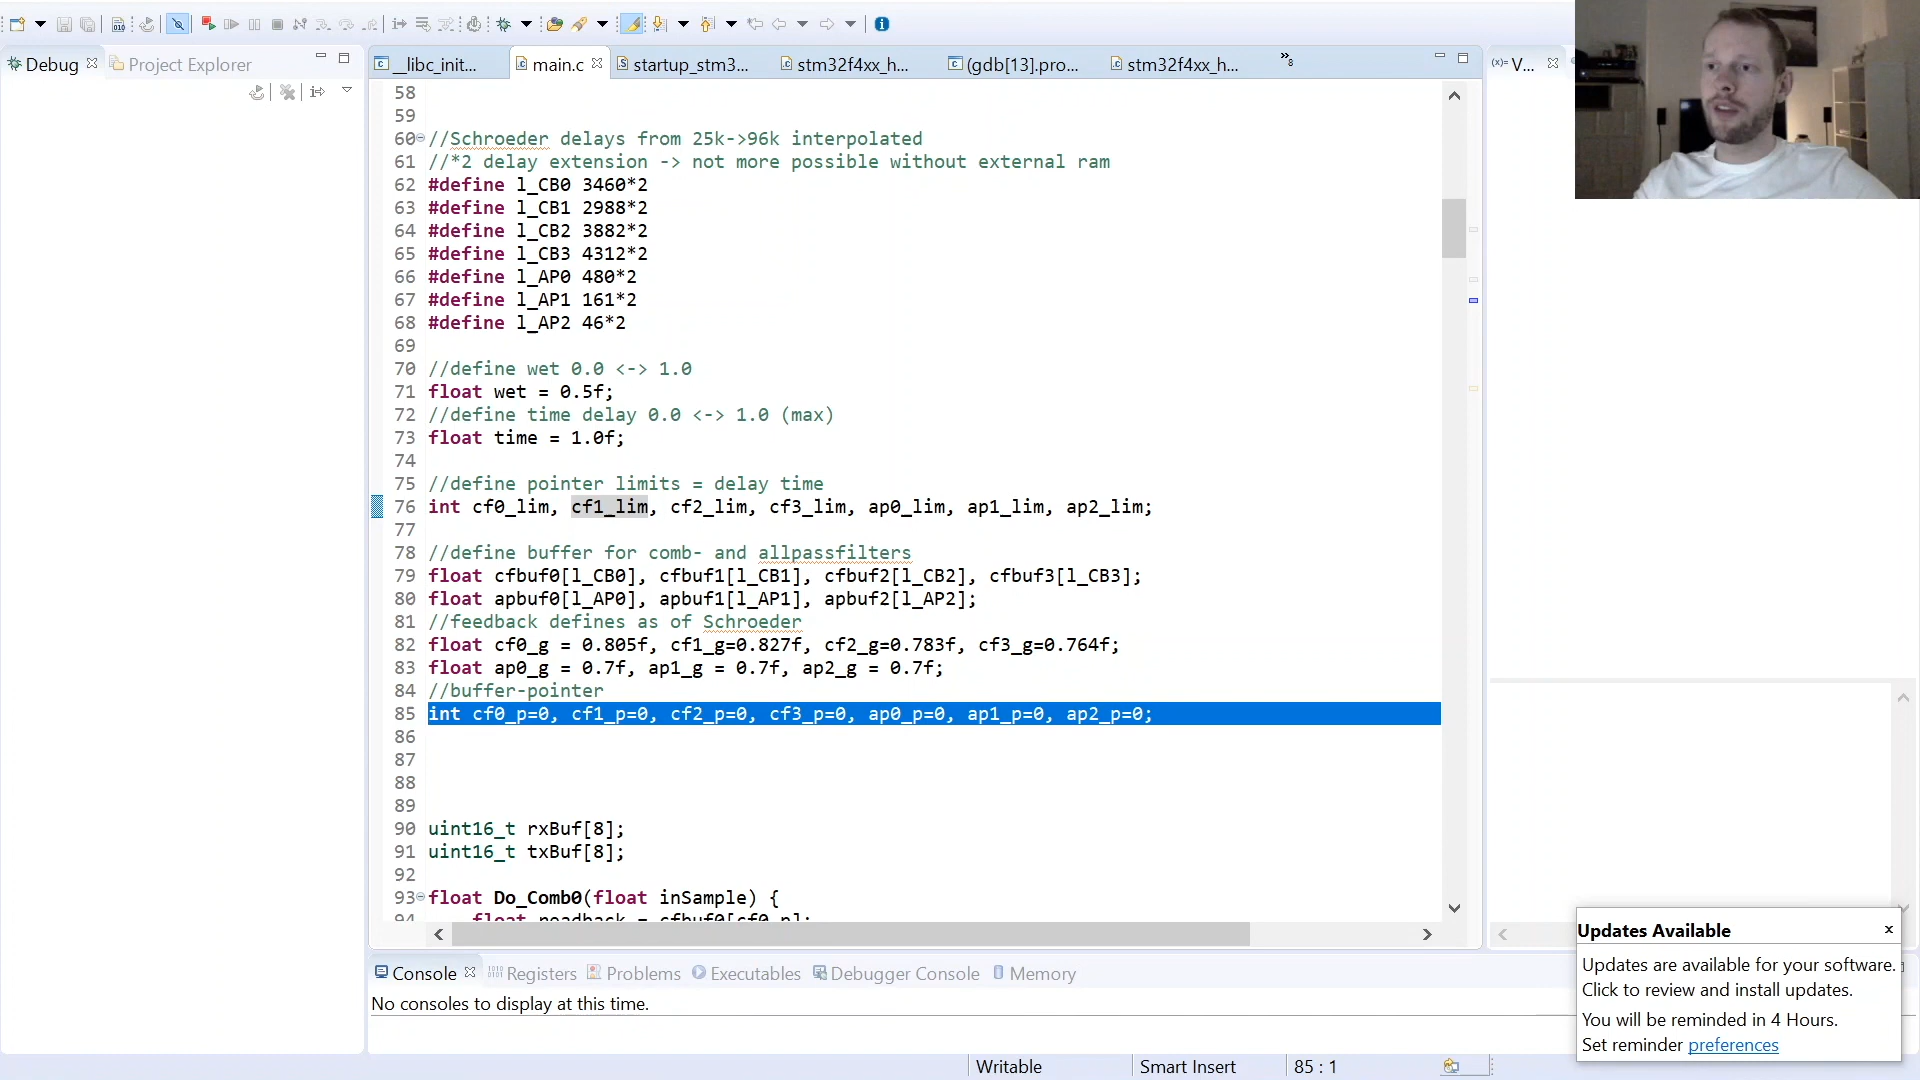 Debug
Project Explorer
__libc_init...
main.c
startup_stm3...
stm32f4xx_h...
(gdb[13].pro...
stm32f4xx_h...
»8
(x)= V...
58
59
60 //Schroeder delays from 25k->96k interpolated
61 //*2 delay extension -> not more possible without external ram
62 #define l_CB0 3460*2
63 #define l_CB1 2988*2
64 #define l_CB2 3882*2
65 #define l_CB3 4312*2
66 #define l_AP0 480*2
67 #define l_AP1 161*2
68 #define l_AP2 46*2
69
70 //define wet 0.0 <-> 1.0
71 float wet = 0.5f;
72 //define time delay 0.0 <-> 1.0 (max)
73 float time = 1.0f;
74
75 //define pointer limits = delay time
76 int cf0_lim, cf1_lim, cf2_lim, cf3_lim, ap0_lim, ap1_lim, ap2_lim;
77
78 //define buffer for comb- and allpassfilters
79 float cfbuf0[l_CB0], cfbuf1[l_CB1], cfbuf2[l_CB2], cfbuf3[l_CB3];
80 float apbuf0[l_AP0], apbuf1[l_AP1], apbuf2[l_AP2];
81 //feedback defines as of Schroeder
82 float cf0_g = 0.805f, cf1_g=0.827f, cf2_g=0.783f, cf3_g=0.764f;
83 float ap0_g = 0.7f, ap1_g = 0.7f, ap2_g = 0.7f;
84 //buffer-pointer
85 int cf0_p=0, cf1_p=0, cf2_p=0, cf3_p=0, ap0_p=0, ap1_p=0, ap2_p=0;
86
87
88
89
90 uint16_t rxBuf[8];
91 uint16_t txBuf[8];
92
93 float Do_Comb0(float inSample) {
94 float readback = cfbuf0[cf0_p];
Console
Registers
Problems
Executables
Debugger Console
Memory
No consoles to display at this time.
Updates Available
Updates are available for your software.
Click to review and install updates.
You will be reminded in 4 Hours.
Set reminder preferences
Writable
Smart Insert
85 : 1